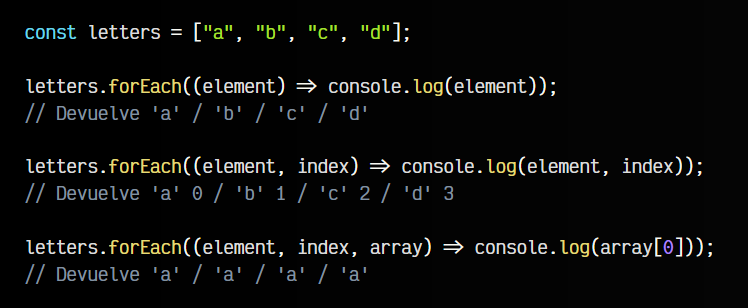 const letters = ["a", "b", "c", "d"];
letters.forEach((element) => console.log(element));
// Devuelve 'a' / 'b' / 'c' / 'd'
letters.forEach((element, index) => console.log(element, index));
// Devuelve 'a' 0 / 'b' 1 / 'c' 2 / 'd' 3
letters.forEach((element, index, array) => console.log(array[0]));
// Devuelve 'a' / 'a' / 'a' / 'a'